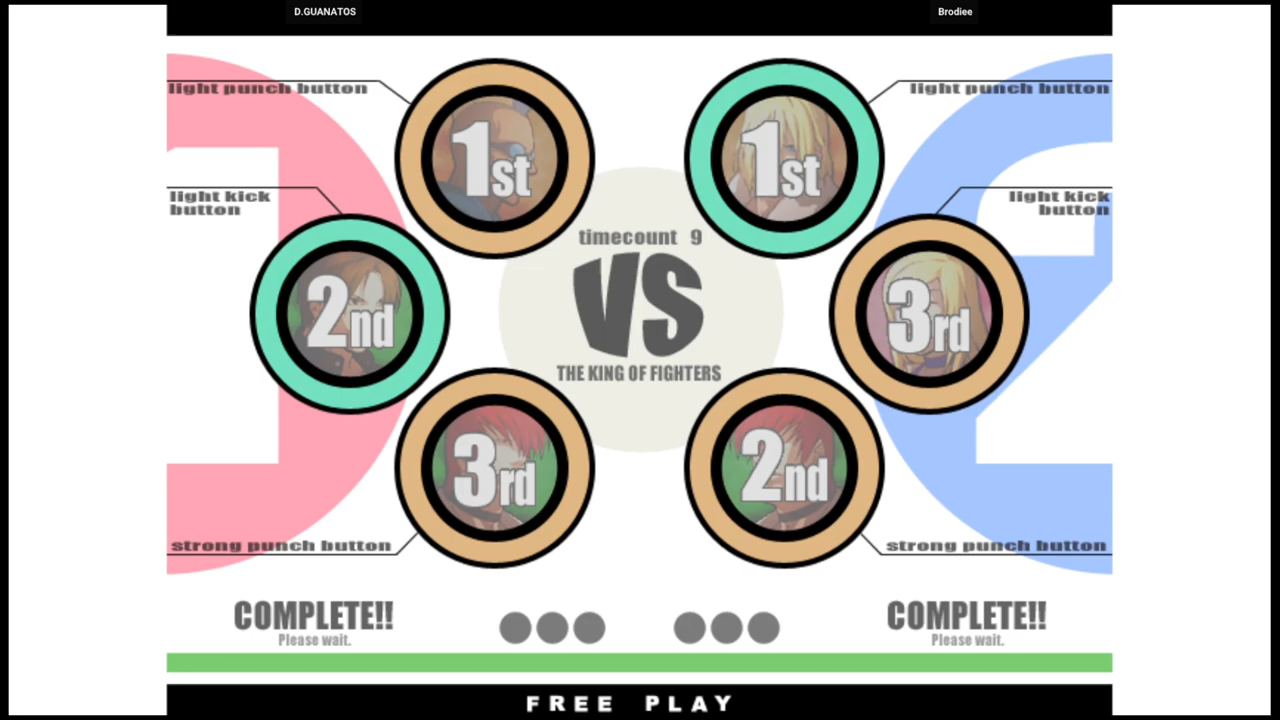 D.GUANATOS
Brodiee
light punch button
light punch button
1st
1st
light kick
button
light kick
button
timecount 9
VS
THE KING OF FIGHTERS
2nd
3rd
3rd
2nd
strong punch button
strong punch button
COMPLETE!!
Please wait.
COMPLETE!!
Please wait.
FREE PLAY